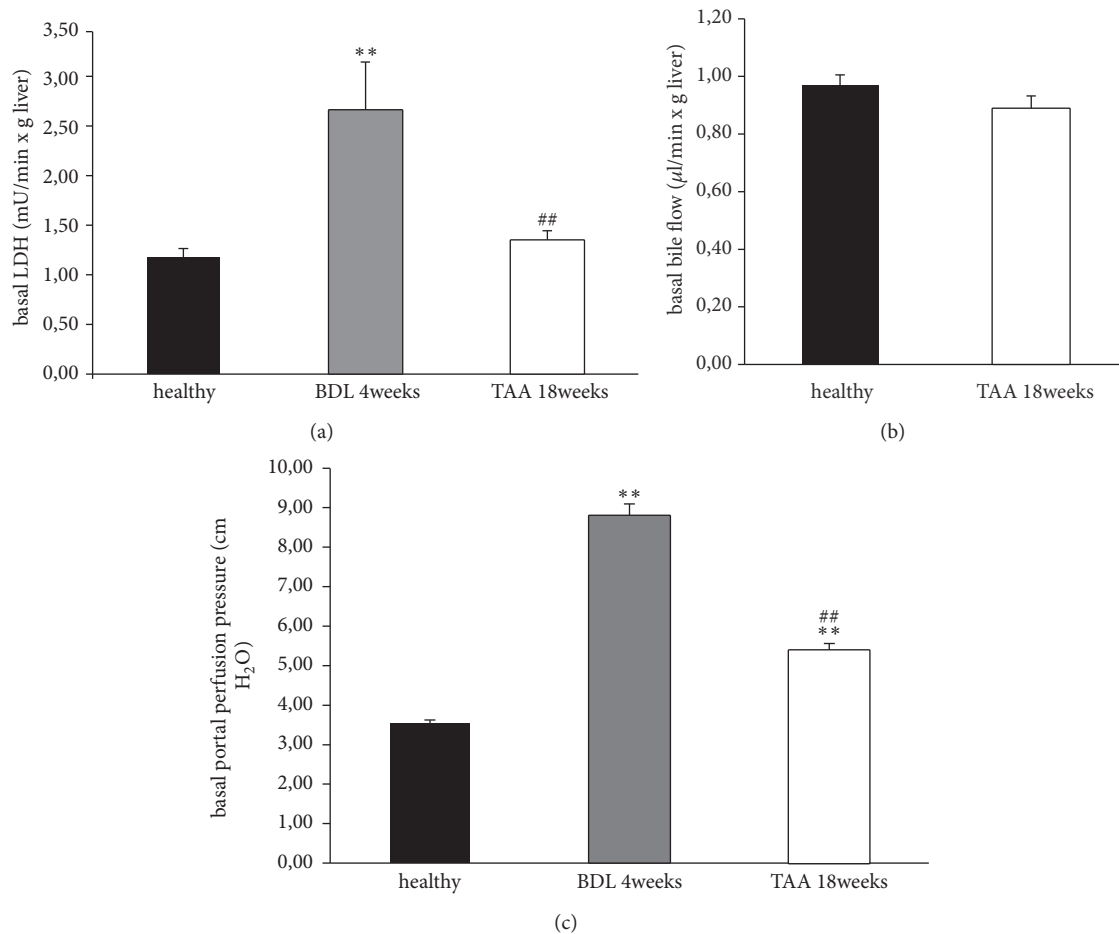 basal LDH (mU/min x g liver)
3,50
3,00
2,50
2,00
1,50
1,00
0,50
0,00
**
##
healthy
BDL 4weeks
TAA 18weeks
(a)
basal bile flow (μl/min x g liver)
1,20
1,00
0,80
0,60
0,40
0,20
0,00
healthy
TAA 18weeks
(b)
basal portal perfusion pressure (cm
H₂O)
10,00
9,00
8,00
7,00
6,00
5,00
4,00
3,00
2,00
1,00
0,00
**
##
**
healthy
BDL 4weeks
TAA 18weeks
(c)